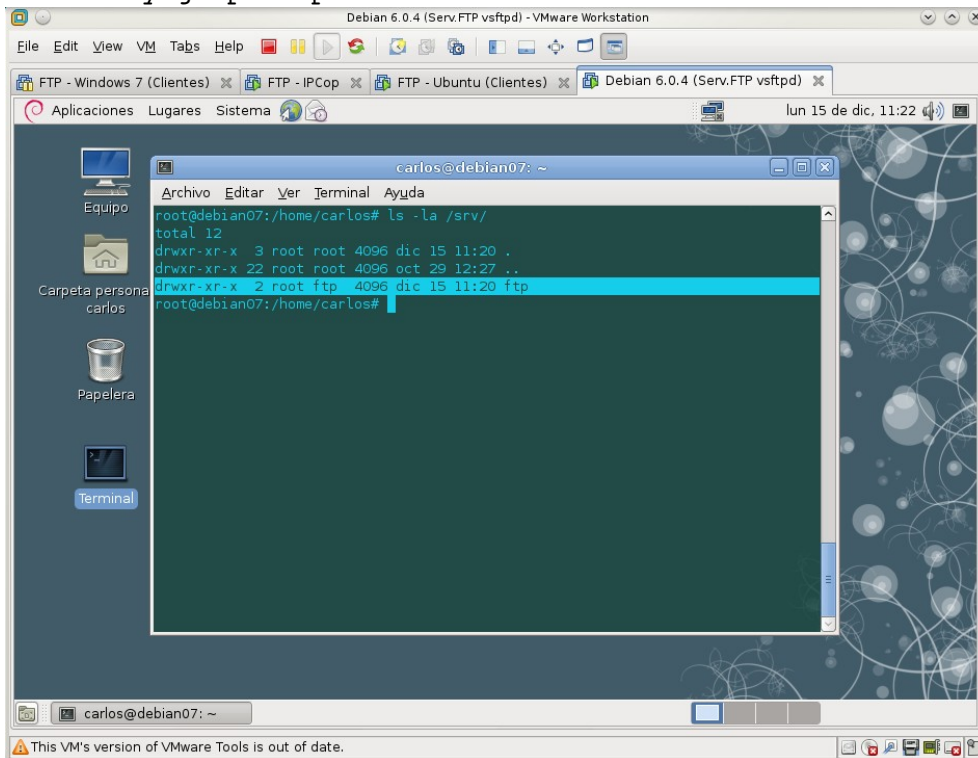 Debian 6.0.4 (Serv.FTP vsftpd) - VMware Workstation
File Edit View VM Tabs Help
FTP - Windows 7 (Clientes) FTP - IPCop FTP - Ubuntu (Clientes) Debian 6.0.4 (Serv.FTP vsftpd)
Aplicaciones Lugares Sistema lun 15 de dic, 11:22
carlos@debian07: ~
Archivo Editar Ver Terminal Ayuda
root@debian07:/home/carlos# ls -la /srv/
total 12
drwxr-xr-x 3 root root 4096 dic 15 11:20 .
drwxr-xr-x 22 root root 4096 oct 29 12:27 ..
drwxr-xr-x 2 root ftp 4096 dic 15 11:20 ftp
root@debian07:/home/carlos#
Equipo
Carpeta persona
carlos
Papelera
Terminal
carlos@debian07: ~
This VM's version of VMware Tools is out of date.